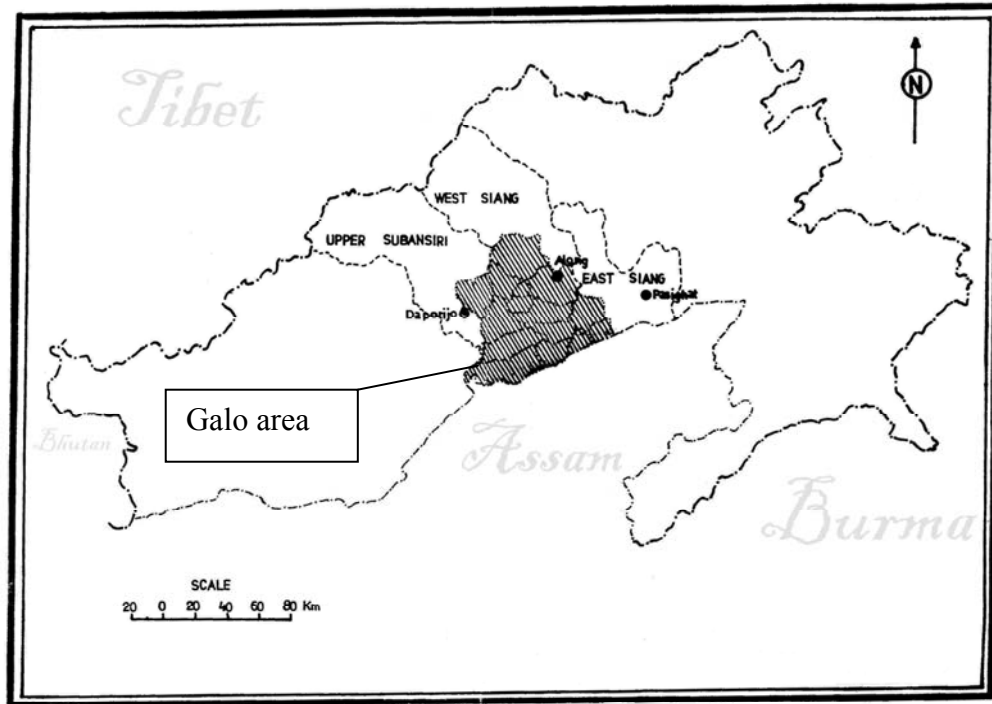 Tibet
N
WEST SIANG
UPPER SUBANSIRI
Along
EAST SIANG
Pasighat
Daporijo
Galo area
Bhutan
Assam
Burma
SCALE
20 0 20 40 60 80 Km